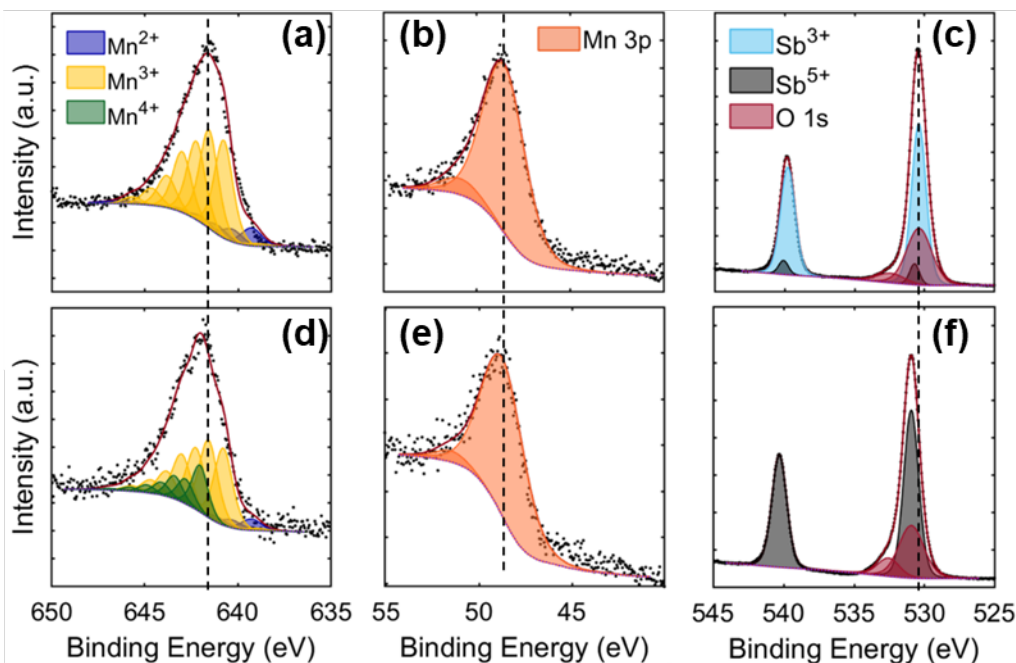 (a)
Mn²⁺
Mn³⁺
Mn⁴⁺
(b)
Mn 3p
(c)
Sb³⁺
Sb⁵⁺
O 1s
Intensity (a.u.)
(d)
(e)
(f)
Intensity (a.u.)
650 645 640 635
55 50 45 40
545 540 535 530 525
Binding Energy (eV)
Binding Energy (eV)
Binding Energy (eV)